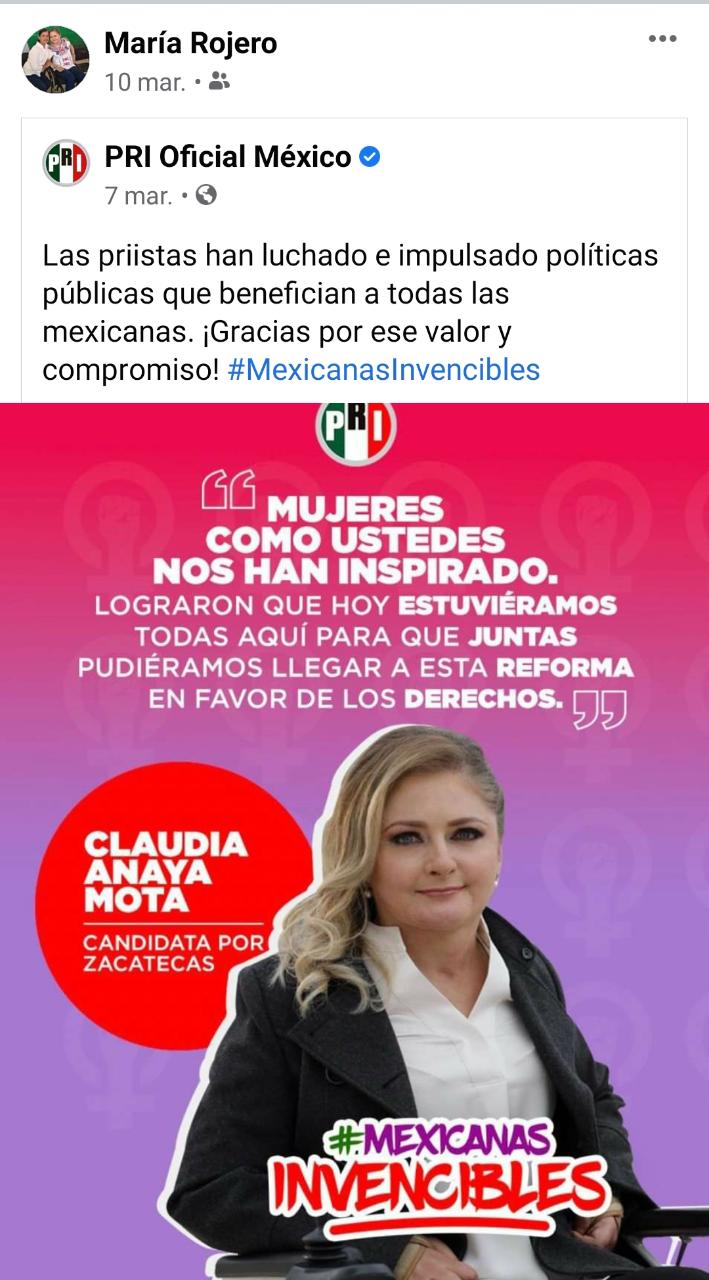 María Rojero
10 mar. •
PRI
PRI Oficial México
7 mar. •
Las priistas han luchado e impulsado políticas
públicas que benefician a todas las
mexicanas. ¡Gracias por ese valor y
compromiso! #MexicanasInvencibles
PRI
“MUJERES
COMO USTEDES
NOS HAN INSPIRADO.
LOGRARON QUE HOY ESTUVIÉRAMOS
TODAS AQUÍ PARA QUE JUNTAS
PUDIÉRAMOS LLEGAR A ESTA REFORMA
EN FAVOR DE LOS DERECHOS.”
CLAUDIA
ANAYA
MOTA
CANDIDATA POR
ZACATECAS
#MEXICANAS
INVENCIBLES